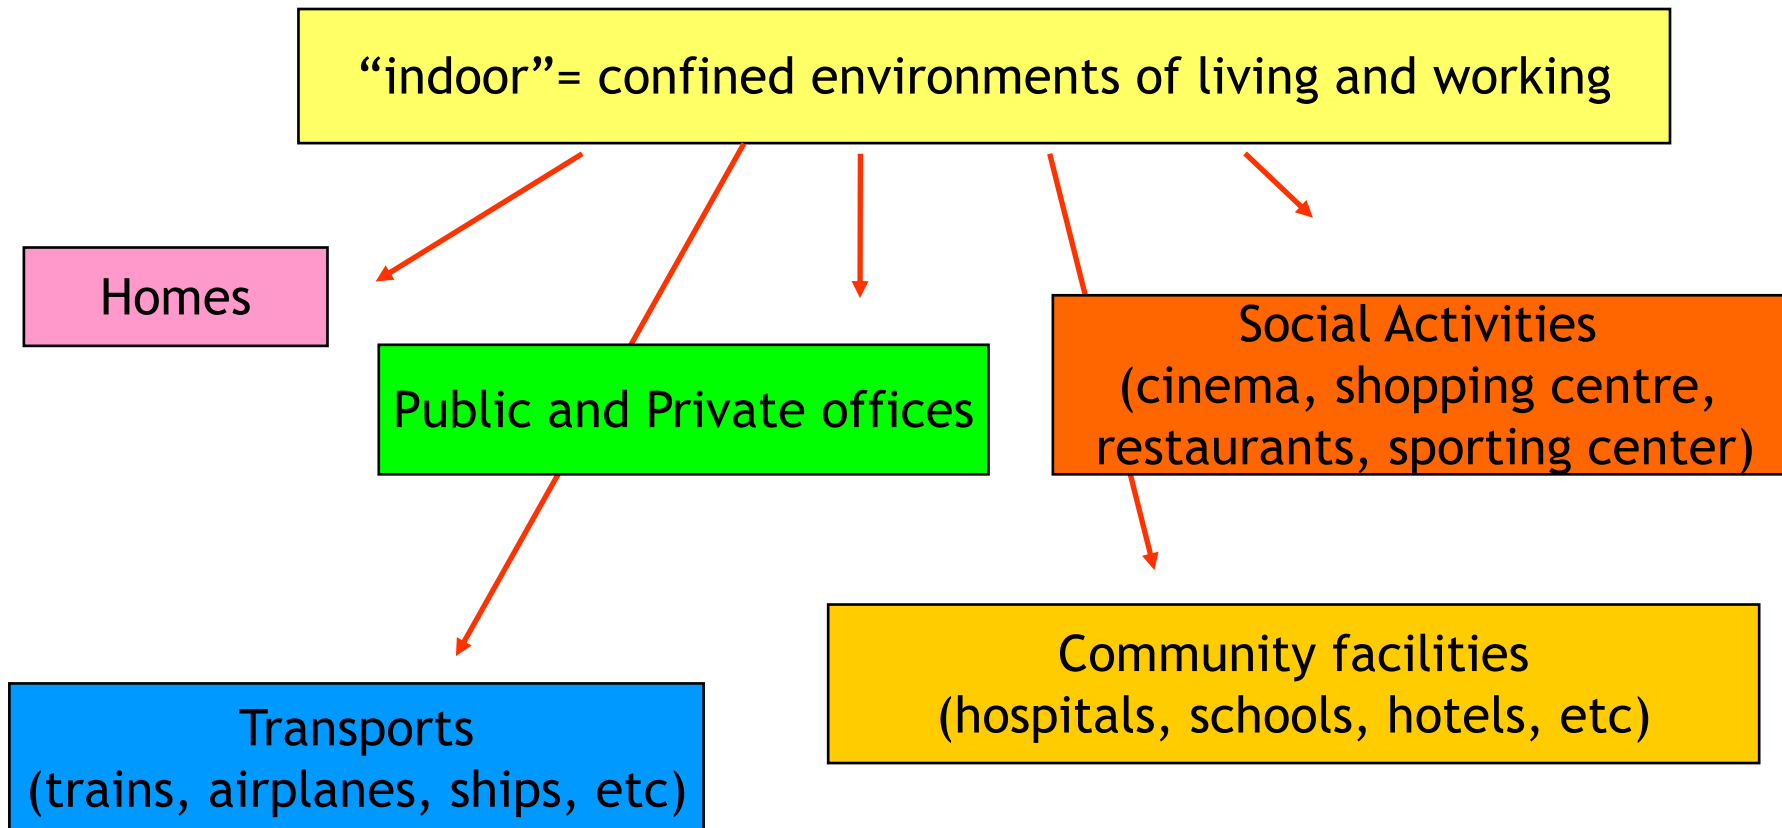 “indoor”= confined environments of living and working
Homes
Public and Private offices
Social Activities
(cinema, shopping centre,
restaurants, sporting center)
Community facilities
(hospitals, schools, hotels, etc)
Transports
(trains, airplanes, ships, etc)